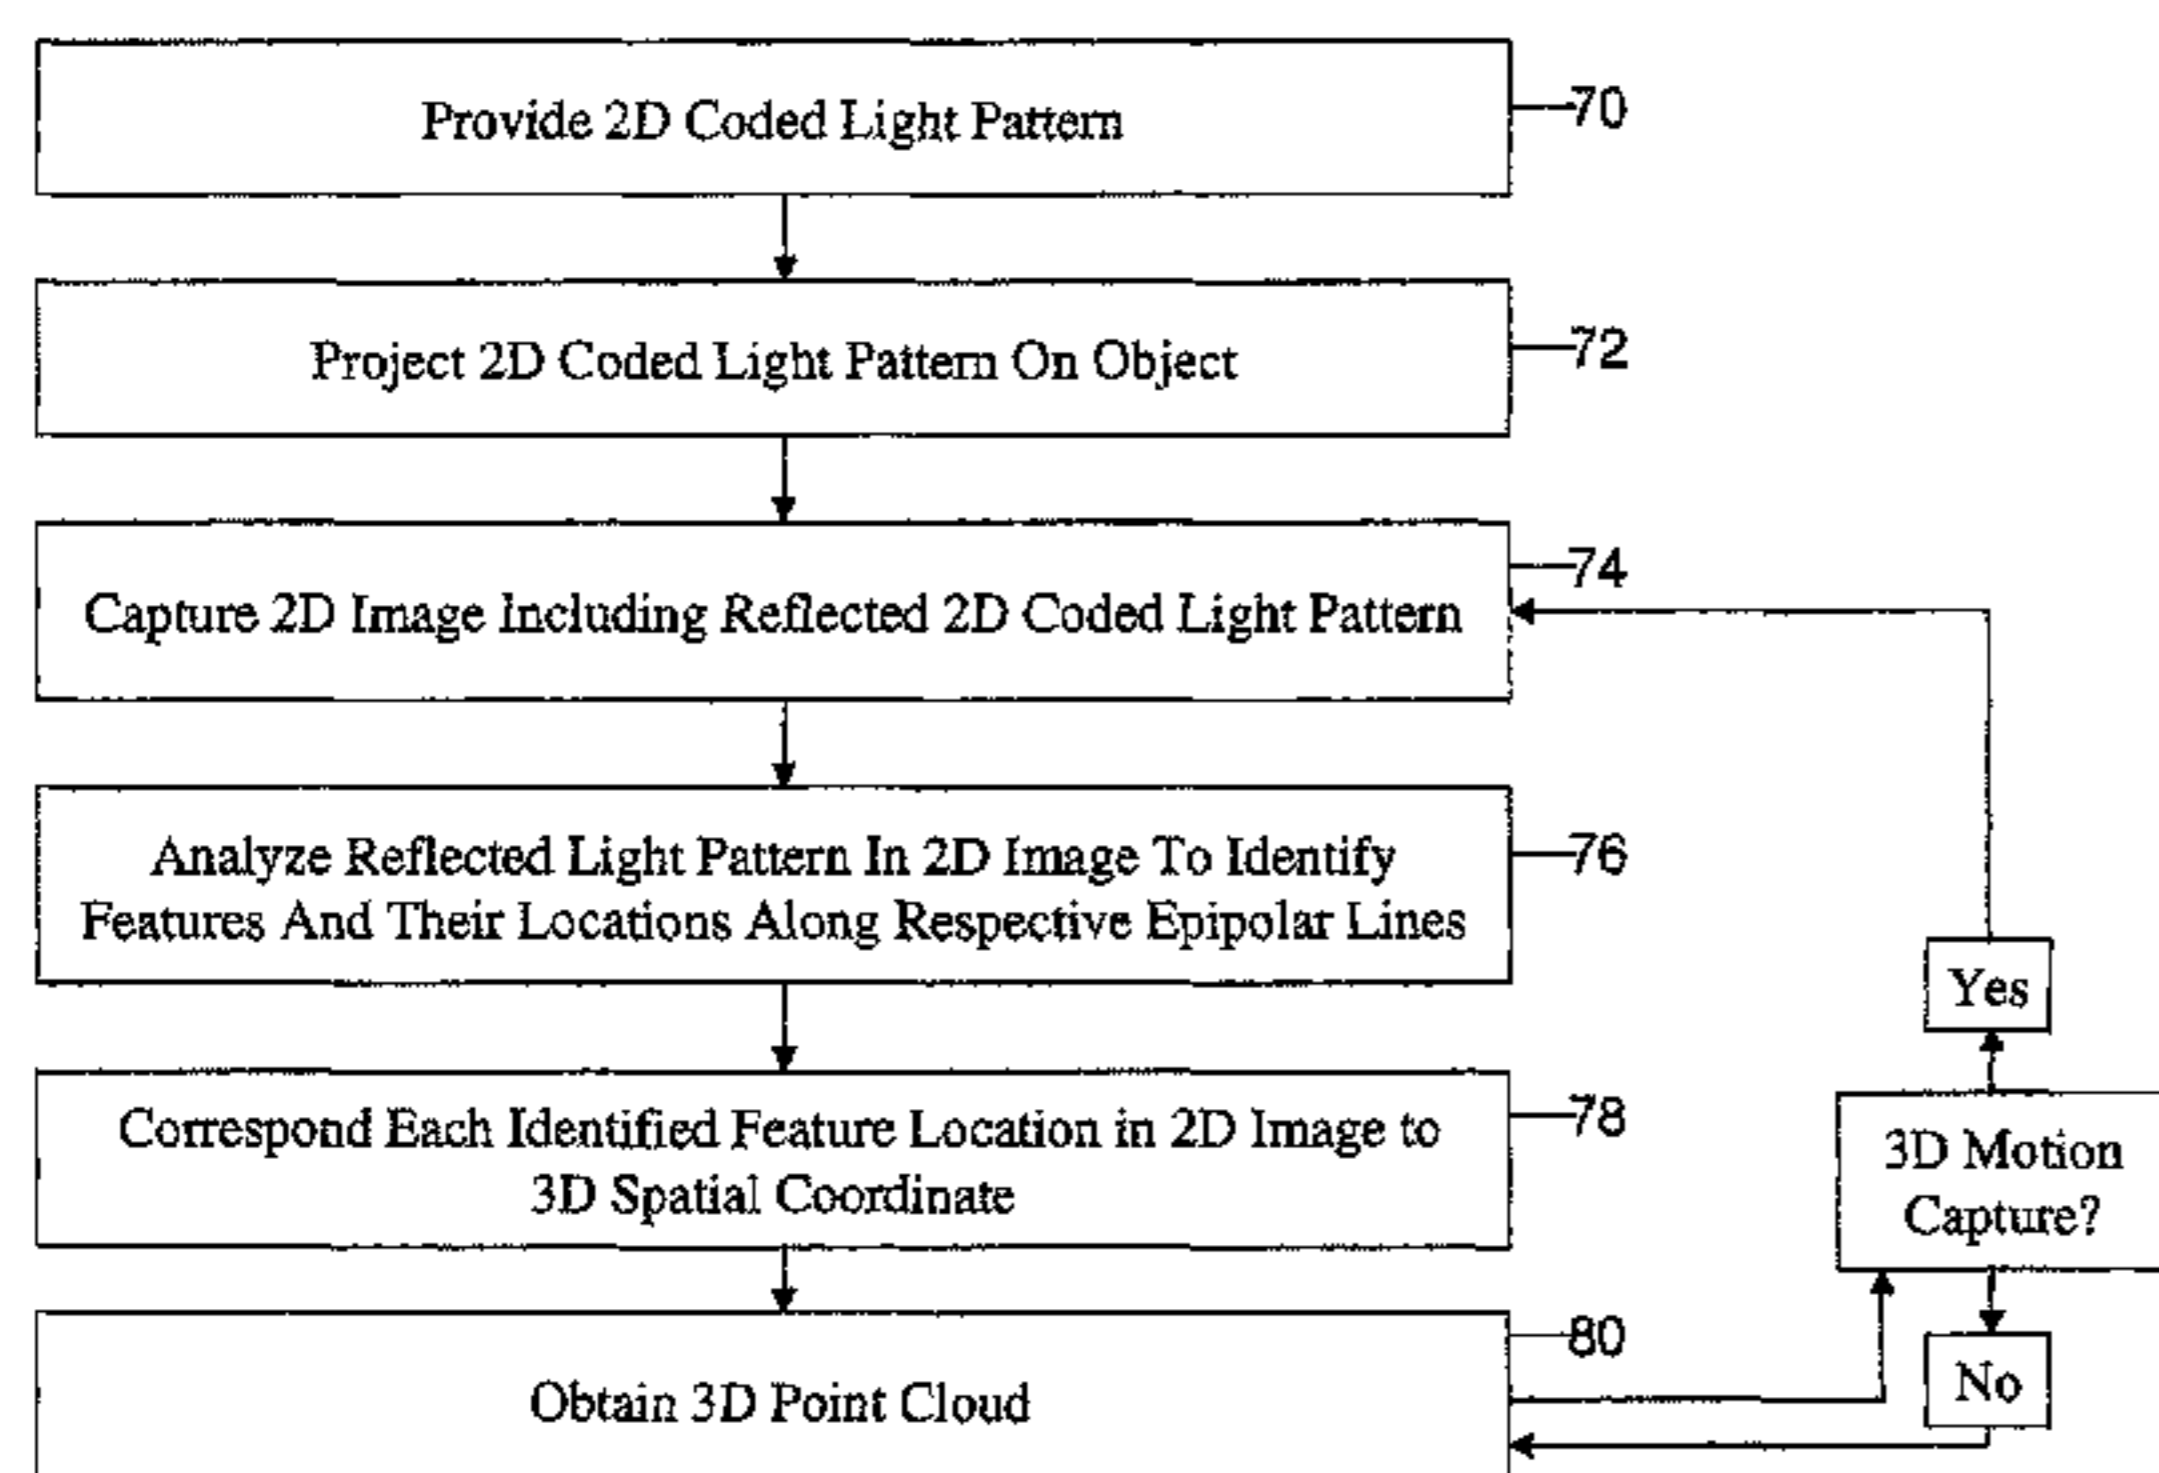 Provide 2D Coded Light Pattern
70
Project 2D Coded Light Pattern On Object
72
Capture 2D Image Including Reflected 2D Coded Light Pattern
74
Analyze Reflected Light Pattern In 2D Image To Identify
Features And Their Locations Along Respective Epipolar Lines
76
Correspond Each Identified Feature Location in 2D Image to
3D Spatial Coordinate
78
Obtain 3D Point Cloud
80
Yes
3D Motion
Capture?
No